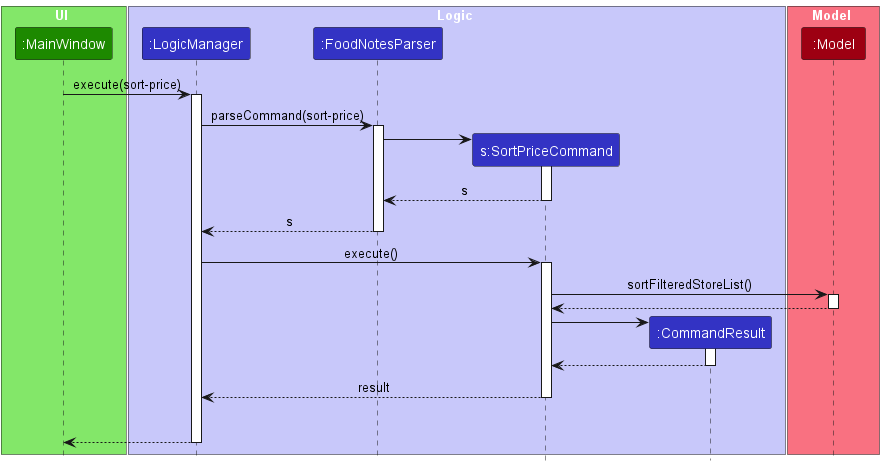 UI
Logic
Model
:MainWindow
:LogicManager
:FoodNotesParser
:Model
execute(sort-price)
parseCommand(sort-price)
s:SortPriceCommand
s
s
execute()
sortFilteredStoreList()
:CommandResult
result